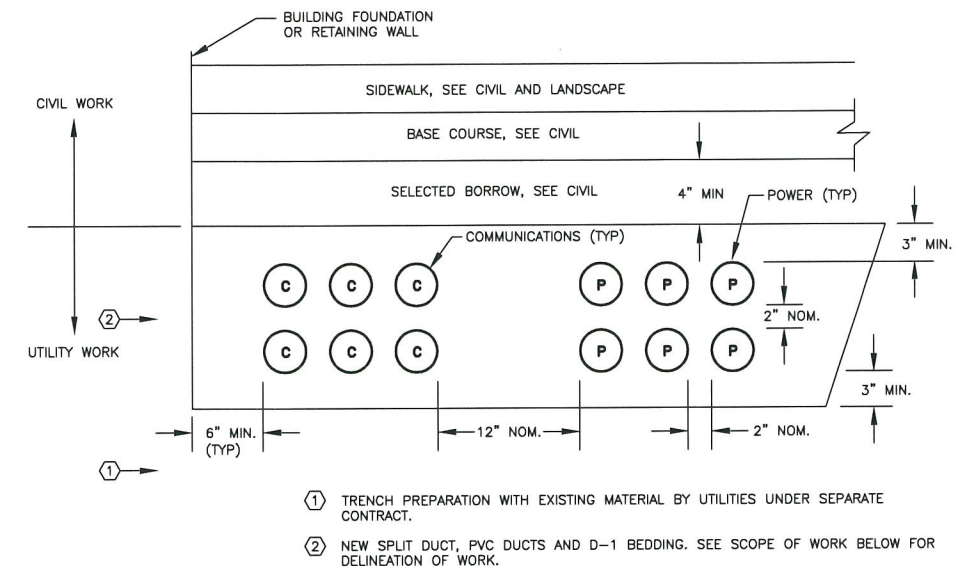 BUILDING FOUNDATION
OR RETAINING WALL
CIVIL WORK
SIDEWALK, SEE CIVIL AND LANDSCAPE
BASE COURSE, SEE CIVIL
SELECTED BORROW, SEE CIVIL
4" MIN
POWER (TYP)
COMMUNICATIONS (TYP)
3" MIN.
C C C P P P
2
2" NOM.
UTILITY WORK
C C C P P P
3" MIN.
6" MIN.
(TYP)
12" NOM.
2" NOM.
1
1 TRENCH PREPARATION WITH EXISTING MATERIAL BY UTILITIES UNDER SEPARATE
CONTRACT.
2 NEW SPLIT DUCT, PVC DUCTS AND D-1 BEDDING. SEE SCOPE OF WORK BELOW FOR
DELINEATION OF WORK.